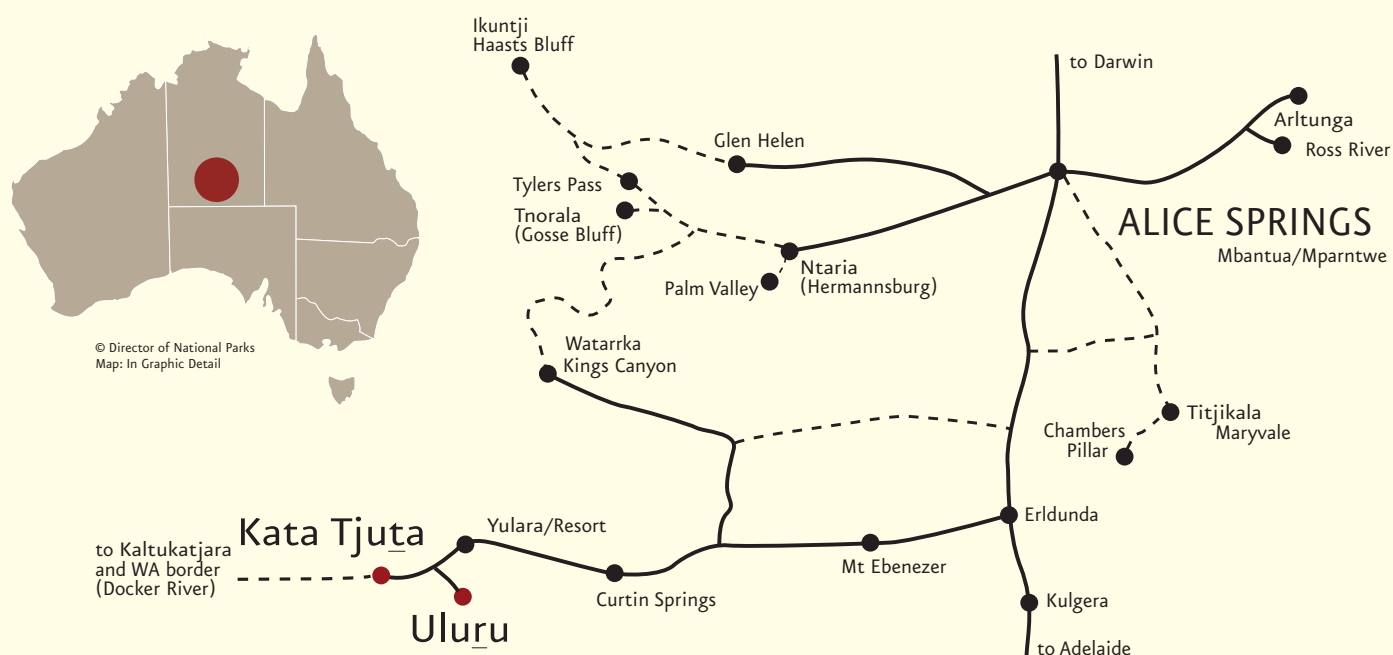 Ikuntji
Haasts Bluff
to Darwin
Arltunga
Ross River
Glen Helen
Tylers Pass
Tnorala
(Gosse Bluff)
ALICE SPRINGS
Mbantua/Mparntwe
Ntaria
(Hermannsburg)
Palm Valley
© Director of National Parks
Map: In Graphic Detail
Watarrka
Kings Canyon
Titjikala
Maryvale
Chambers
Pillar
Kata Tjuṯa
Yulara/Resort
Erldunda
to Kaltukatjara
and WA border
(Docker River)
Mt Ebenezer
Curtin Springs
Kulgera
Uluṟu
to Adelaide